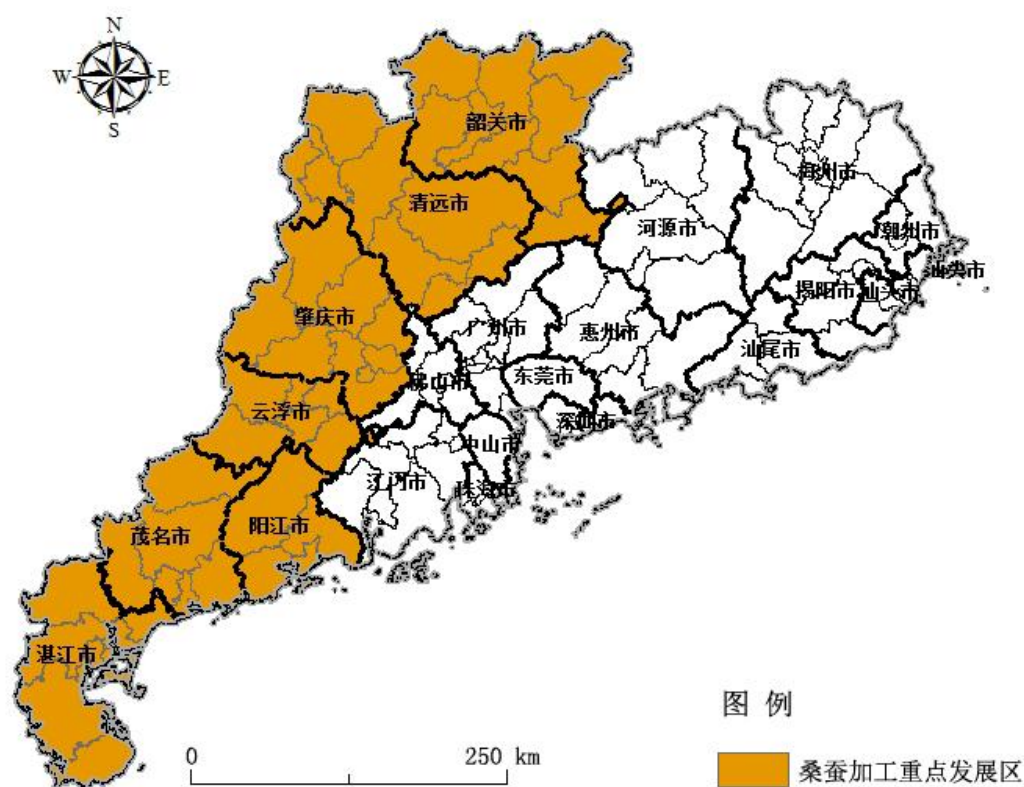 N
W E
S
韶关市
清远市
梅州市
河源市
潮州市
汕头市
揭阳市
汕头市
肇庆市
广州市
惠州市
汕尾市
佛山市
东莞市
云浮市
深圳市
中山市
江门市
珠海市
阳江市
茂名市
湛江市
图 例
0 250 km
桑蚕加工重点发展区